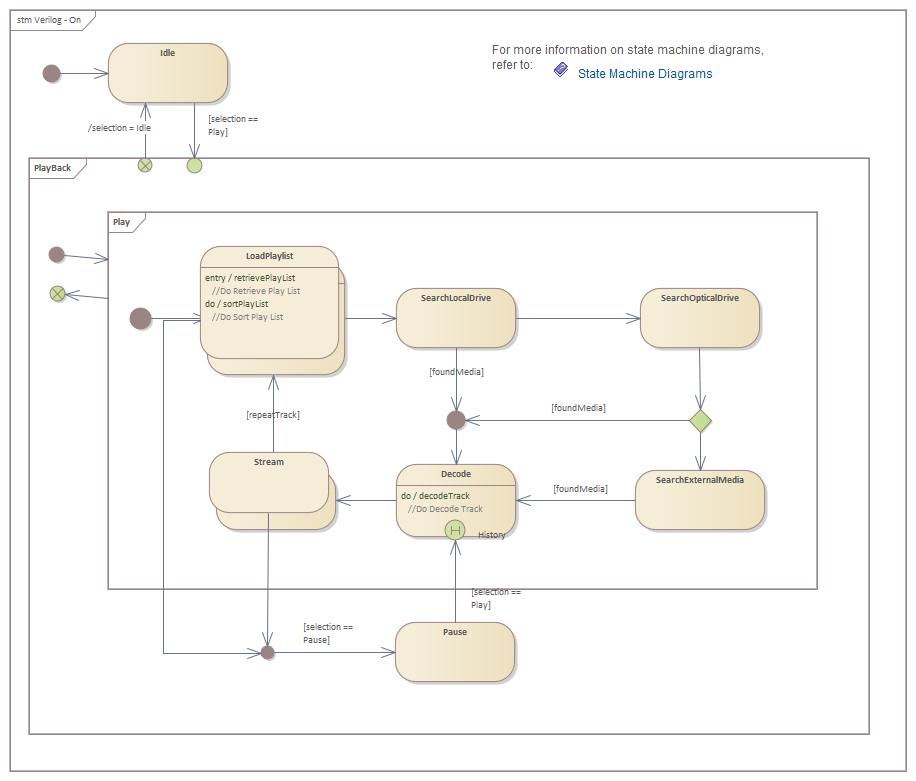 stm Verilog - On
Idle
For more information on state machine diagrams,
refer to:
State Machine Diagrams
/selection = Idle
[selection ==
Play]
PlayBack
Play
LoadPlaylist
entry / retrievePlayList
//Do Retrieve Play List
do / sortPlayList
//Do Sort Play List
SearchLocalDrive
SearchOpticalDrive
[foundMedia]
[foundMedia]
[repeatTrack]
Stream
Decode
do / decodeTrack
//Do Decode Track
H
History
[foundMedia]
SearchExternalMedia
[selection ==
Play]
[selection ==
Pause]
Pause